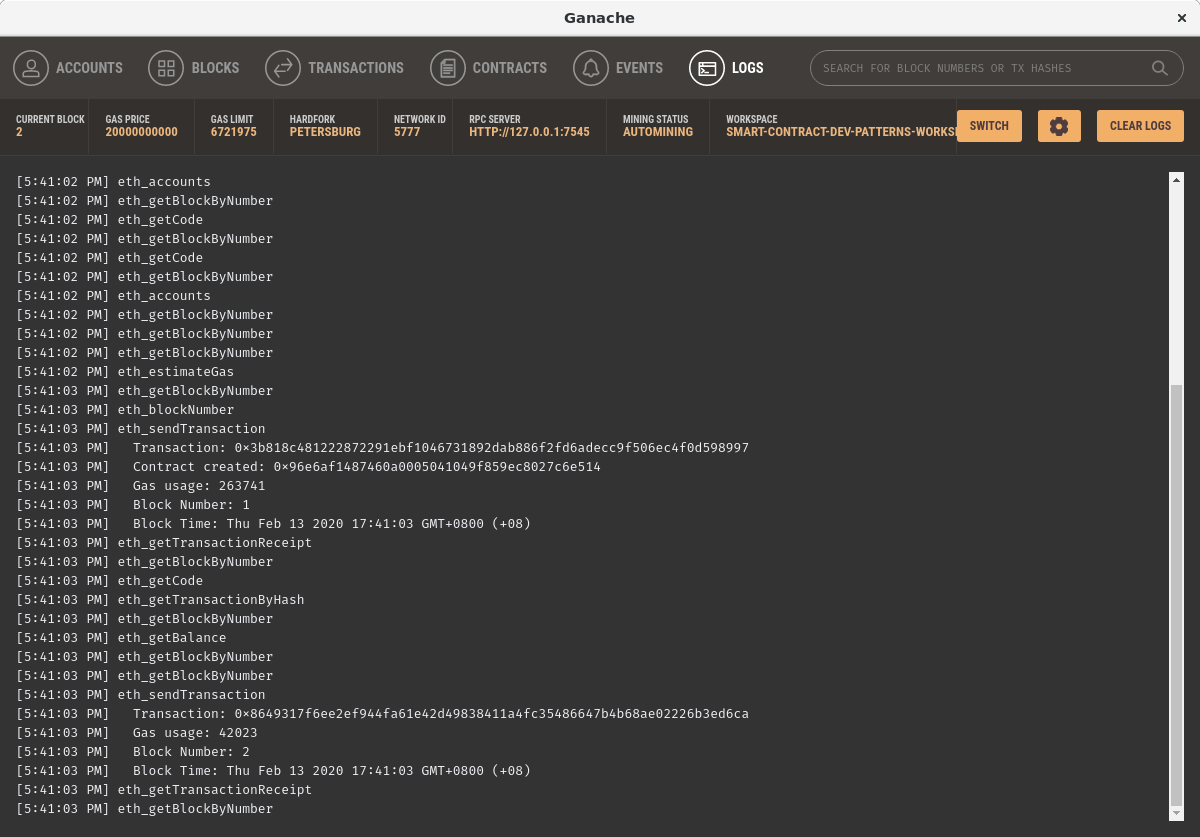 Ganache
ACCOUNTS BLOCKS TRANSACTIONS CONTRACTS EVENTS LOGS SEARCH FOR BLOCK NUMBERS OR TX HASHES
CURRENT BLOCK GAS PRICE GAS LIMIT HARDFORK NETWORK ID RPC SERVER MINING STATUS WORKSPACE
2 20000000000 6721975 PETERSBURG 5777 HTTP://127.0.0.1:7545 AUTOMINING SMART-CONTRACT-DEV-PATTERNS-WORKS SWITCH CLEAR LOGS
[5:41:02 PM] eth_accounts
[5:41:02 PM] eth_getBlockByNumber
[5:41:02 PM] eth_getCode
[5:41:02 PM] eth_getBlockByNumber
[5:41:02 PM] eth_getCode
[5:41:02 PM] eth_getBlockByNumber
[5:41:02 PM] eth_accounts
[5:41:02 PM] eth_getBlockByNumber
[5:41:02 PM] eth_getBlockByNumber
[5:41:02 PM] eth_getBlockByNumber
[5:41:02 PM] eth_estimateGas
[5:41:03 PM] eth_getBlockByNumber
[5:41:03 PM] eth_blockNumber
[5:41:03 PM] eth_sendTransaction
[5:41:03 PM] Transaction: 0×3b818c481222872291ebf1046731892dab886f2fd6adecc9f506ec4f0d598997
[5:41:03 PM] Contract created: 0×96e6af1487460a0005041049f859ec8027c6e514
[5:41:03 PM] Gas usage: 263741
[5:41:03 PM] Block Number: 1
[5:41:03 PM] Block Time: Thu Feb 13 2020 17:41:03 GMT+0800 (+08)
[5:41:03 PM] eth_getTransactionReceipt
[5:41:03 PM] eth_getBlockByNumber
[5:41:03 PM] eth_getCode
[5:41:03 PM] eth_getTransactionByHash
[5:41:03 PM] eth_getBlockByNumber
[5:41:03 PM] eth_getBalance
[5:41:03 PM] eth_getBlockByNumber
[5:41:03 PM] eth_getBlockByNumber
[5:41:03 PM] eth_sendTransaction
[5:41:03 PM] Transaction: 0×8649317f6ee2ef944fa61e42d49838411a4fc35486647b4b68ae02226b3ed6ca
[5:41:03 PM] Gas usage: 42023
[5:41:03 PM] Block Number: 2
[5:41:03 PM] Block Time: Thu Feb 13 2020 17:41:03 GMT+0800 (+08)
[5:41:03 PM] eth_getTransactionReceipt
[5:41:03 PM] eth_getBlockByNumber